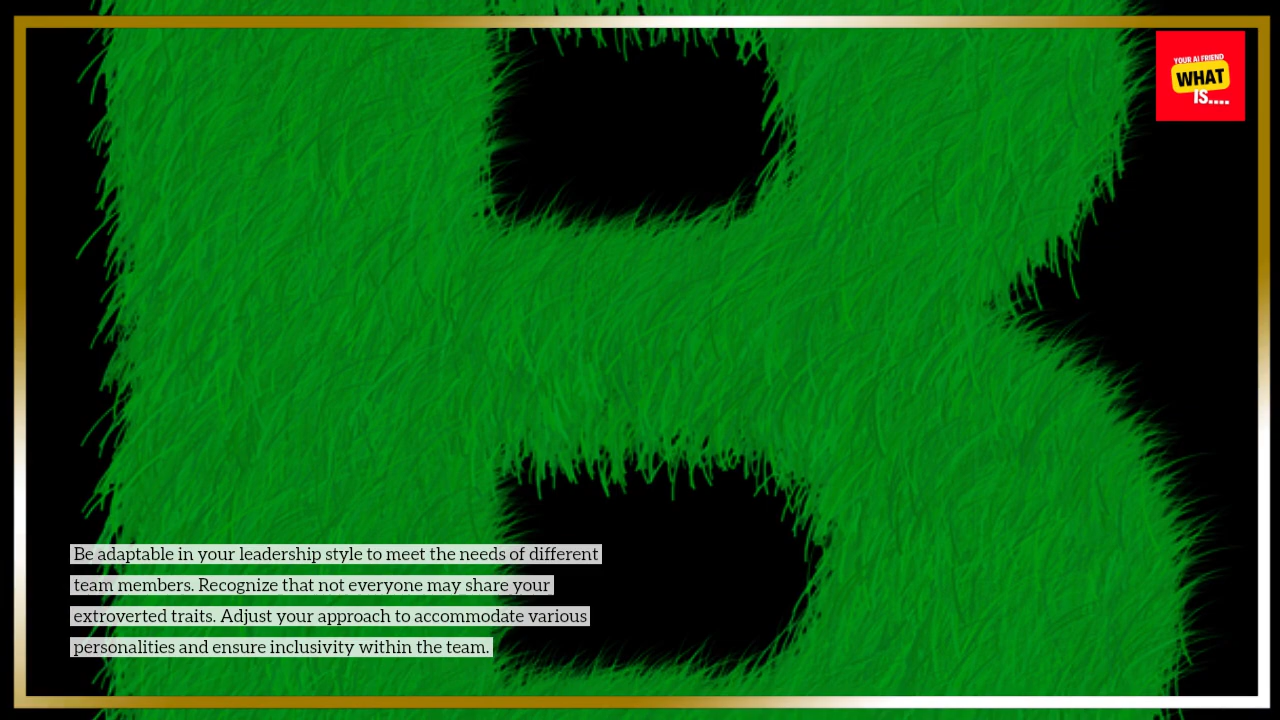 B
YOUR AI FRIEND
WHAT
IS....
Be adaptable in your leadership style to meet the needs of different
team members. Recognize that not everyone may share your
extroverted traits. Adjust your approach to accommodate various
personalities and ensure inclusivity within the team.